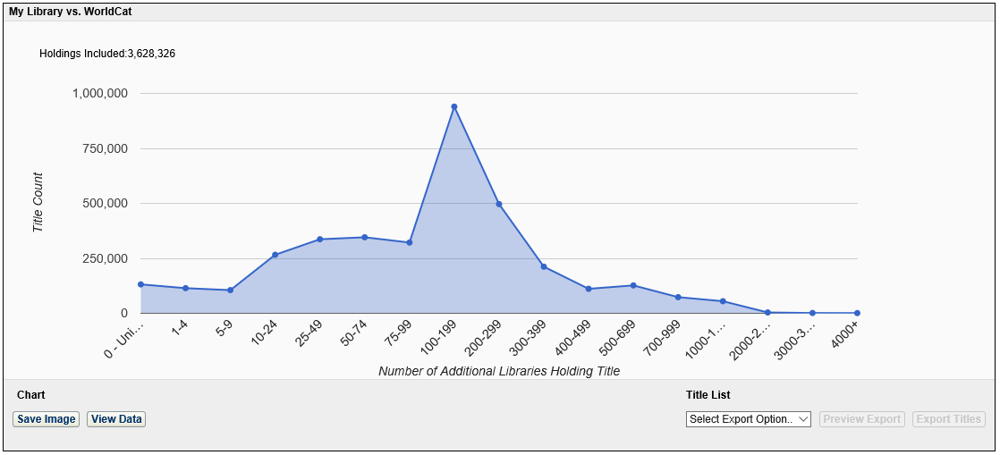 My Library vs. WorldCat
Holdings Included:3,628,326
1,000,000
750,000
500,000
250,000
0
Title Count
0 - Uni...
1-4
5-9
10-24
25-49
50-74
75-99
100-199
200-299
300-399
400-499
500-699
700-999
1000-1...
2000-2...
3000-3...
4000+
Number of Additional Libraries Holding Title
Chart
Title List
Save Image View Data
Select Export Option.. Preview Export Export Titles